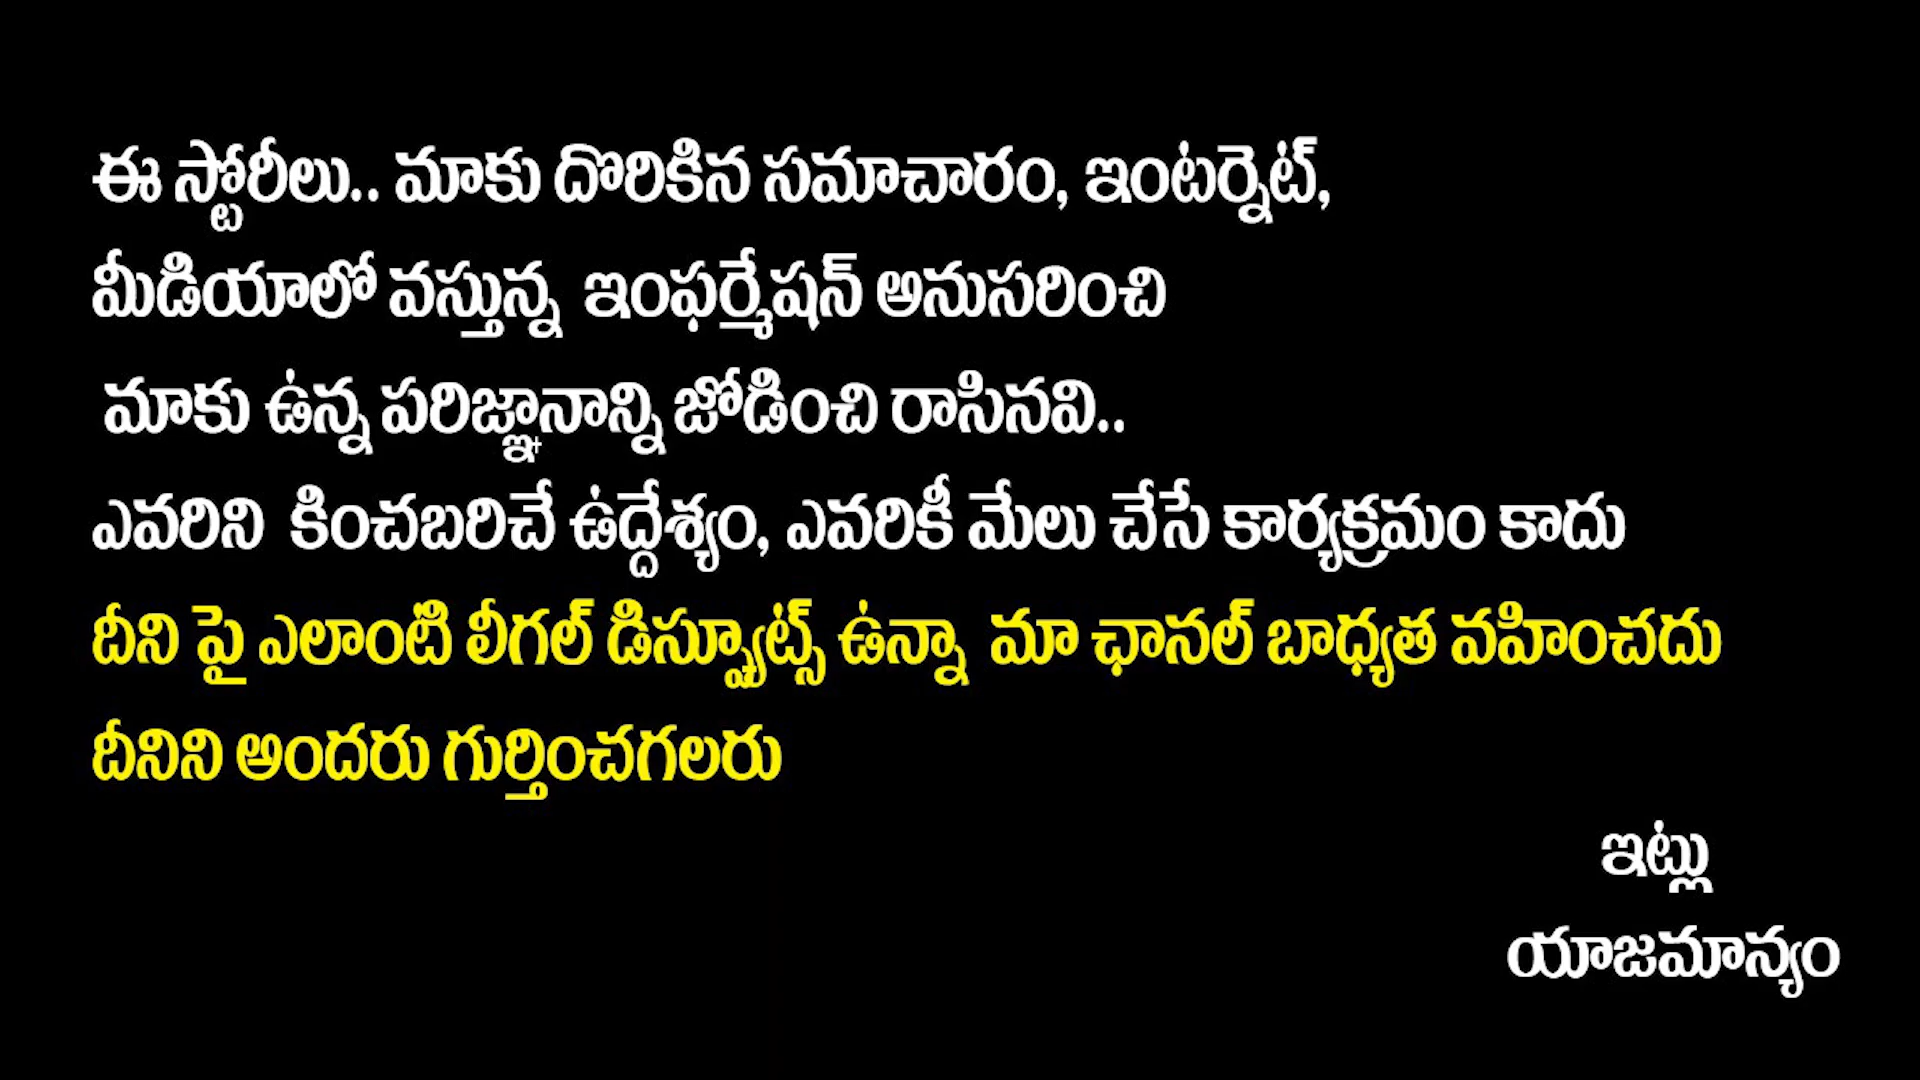 ఈ స్టోరీలు.. మాకు దొరికిన సమాచారం, ఇంటర్నెట్,
మీడియాలో వస్తున్న ఇంఫర్మేషన్ అనుసరించి
మాకు ఉన్న పరిజ్ఞానాన్ని జోడించి రాసినవి..
ఎవరిని కించబరిచే ఉద్దేశ్యం, ఎవరికీ మేలు చేసే కార్యక్రమం కాదు
దీని పై ఎలాంటి లీగల్ డిస్ప్యూట్స్ ఉన్నా మా ఛానల్ బాధ్యత వహించదు
దీనిని అందరు గుర్తించగలరు
ఇట్లు
యాజమాన్యం